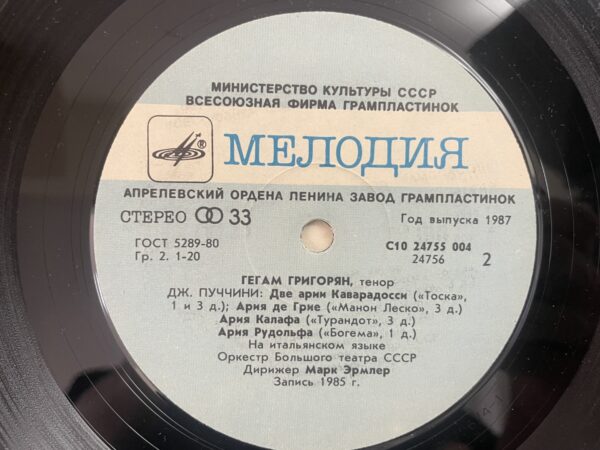 МИНИСТЕРСТВО КУЛЬТУРЫ СССР
ВСЕСОЮЗНАЯ ФИРМА ГРАМПЛАСТИНОК
® МЕЛОДИЯ
АПРЕЛЕВСКИЙ ОРДЕНА ЛЕНИНА ЗАВОД ГРАМПЛАСТИНОК
СТЕРЕО 33 Год выпуска 1987
ГОСТ 5289-80 С10 24755 004
Гр. 2. 1-20 24756 2
ГЕГАМ ГРИГОРЯН, тенор
ДЖ. ПУЧЧИНИ: Две арии Каварадосси («Тоска»,
1 и 3 д.); Ария де Грие («Манон Леско», 3 д.)
Ария Калафа («Турандот», 3 д.)
Ария Рудольфа («Богема», 1 д.)
На итальянском языке
Оркестр Большого театра СССР
Дирижер Марк Эрмлер
Запись 1985 г.